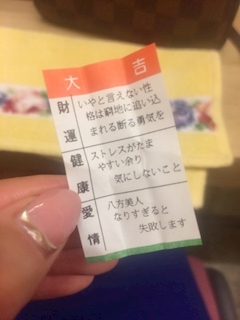 大吉
財運
いやと言えない性
格は窮地に追い込
まれる断る勇気を
健康
ストレスがたま
やすい余り
気にしないこと
愛情
八方美人
なりすぎると
失敗します